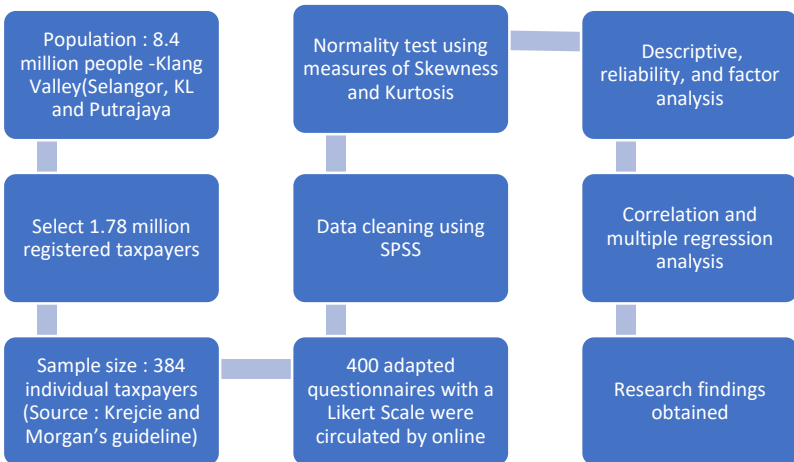 Population : 8.4
million people -Klang
Valley(Selangor, KL
and Putrajaya
Select 1.78 million
registered taxpayers
Sample size : 384
individual taxpayers
(Source : Krejcie and
Morgan's guideline)
400 adapted
questionnaires with a
Likert Scale were
circulated by online
Data cleaning using
SPSS
Normality test using
measures of Skewness
and Kurtosis
Descriptive,
reliability, and factor
analysis
Correlation and
multiple regression
analysis
Research findings
obtained